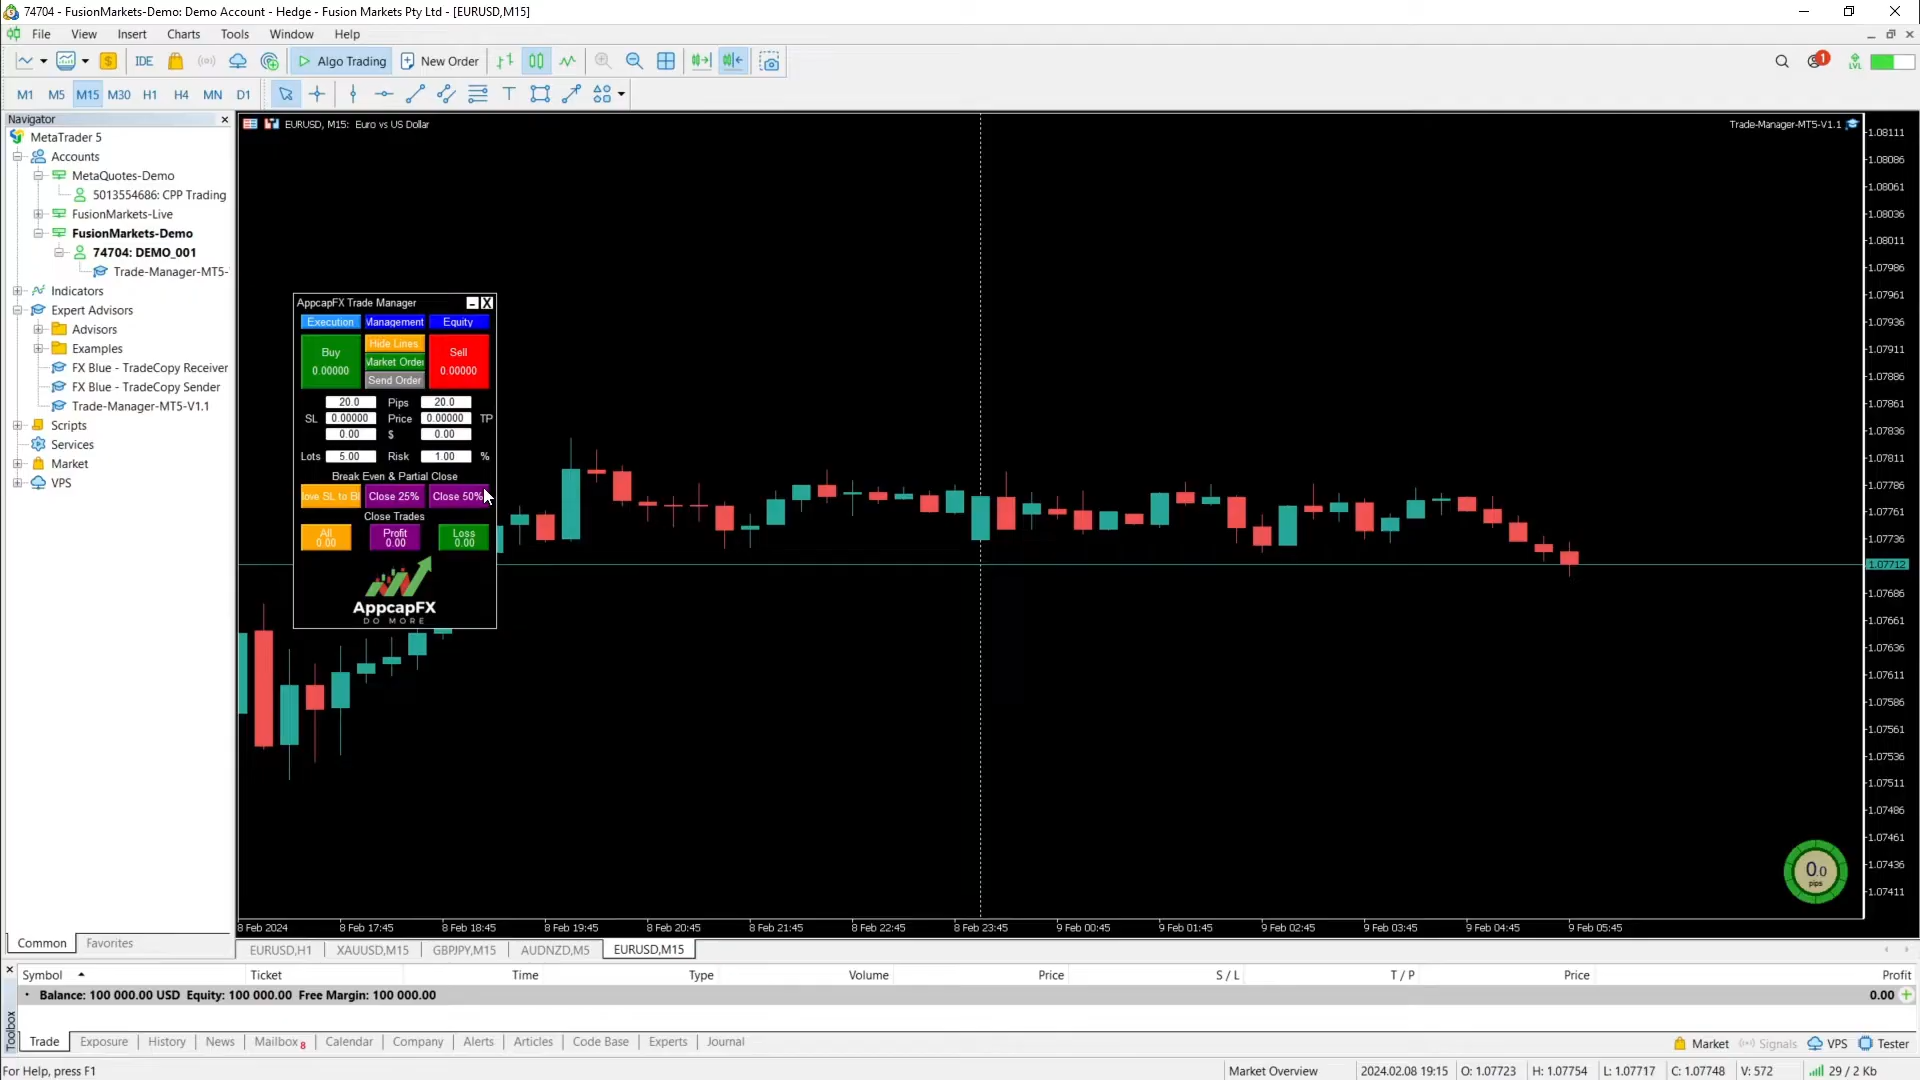 74704 - FusionMarkets-Demo: Demo Account - Hedge - Fusion Markets Pty Ltd - [EURUSD,M15]
File View Insert Charts Tools Window Help
IDE Algo Trading New Order 1 LVL
M1 M5 M15 M30 H1 H4 MN D1 T
Navigator
MetaTrader 5
Accounts
MetaQuotes-Demo
5013554686: CPP Trading
FusionMarkets-Live
FusionMarkets-Demo
74704: DEMO_001
Trade-Manager-MT5-
Indicators
Expert Advisors
Advisors
Examples
FX Blue - TradeCopy Receiver
FX Blue - TradeCopy Sender
Trade-Manager-MT5-V1.1
Scripts
Services
Market
VPS
Common Favorites
EURUSD, M15: Euro vs US Dollar
Trade-Manager-MT5-V1.1
AppcapFX Trade Manager
Execution Management Equity
Buy
0.00000
Hide Lines
Market Order
Send Order
Sell
0.00000
20.0 Pips 20.0
SL 0.00000 Price 0.00000 TP
0.00 $ 0.00
Lots 5.00 Risk 1.00 %
Break Even & Partial Close
ove SL to B Close 25% Close 50%
Close Trades
All
0.00
Profit
0.00
Loss
0.00
AppcapFX
DO MORE
1.08111
1.08086
1.08061
1.08036
1.08011
1.07986
1.07961
1.07936
1.07911
1.07886
1.07861
1.07836
1.07811
1.07786
1.07761
1.07736
1.07712
1.07686
1.07661
1.07636
1.07611
1.07586
1.07561
1.07536
1.07511
1.07486
1.07461
1.07436
1.07411
0.0
pips
8 Feb 2024 8 Feb 17:45 8 Feb 18:45 8 Feb 19:45 8 Feb 20:45 8 Feb 21:45 8 Feb 22:45 8 Feb 23:45 9 Feb 00:45 9 Feb 01:45 9 Feb 02:45 9 Feb 03:45 9 Feb 04:45 9 Feb 05:45
EURUSD,H1 XAUUSD,M15 GBPJPY,M15 AUDNZD,M5 EURUSD,M15
Symbol Ticket Time Type Volume Price S / L T / P Price Profit
Balance: 100 000.00 USD Equity: 100 000.00 Free Margin: 100 000.00 0.00
Toolbox
Trade Exposure History News Mailbox 8 Calendar Company Alerts Articles Code Base Experts Journal Market Signals VPS Tester
For Help, press F1 Market Overview 2024.02.08 19:15 O: 1.07723 H: 1.07754 L: 1.07717 C: 1.07748 V: 572 29 / 2 Kb